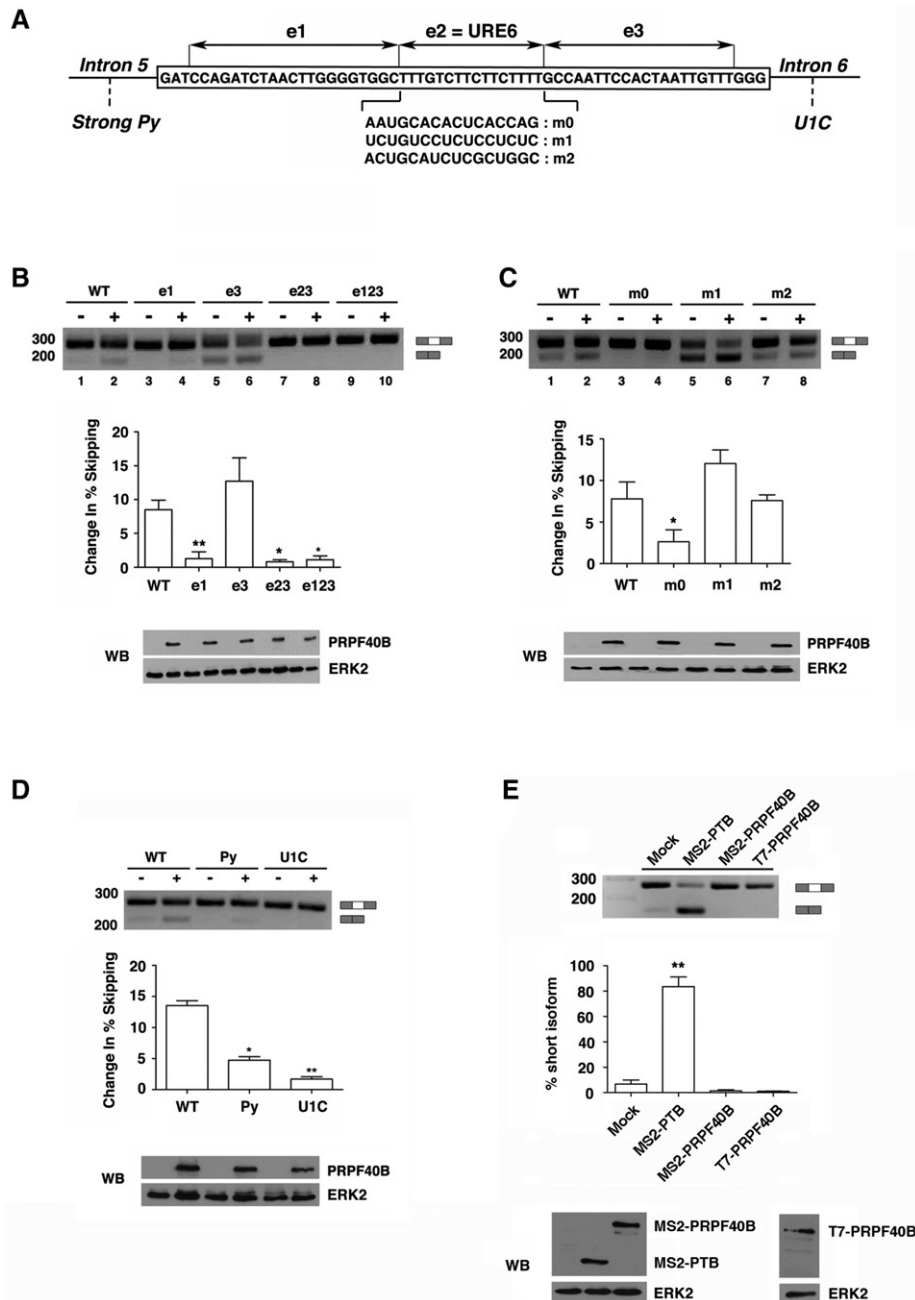 A
e1 e2 = URE6 e3
Intron 5 GATCCAGATCTAACTTGGGGTGGCTTTGTCTTCTTCTTTTGCCAATTCCACTAATTGTTTGGG Intron 6
Strong Py U1C
AAUGCACACUCACCAG : m0
UCUGUCCUCUCCUCUC : m1
ACUGCAUCUCGCUGGC : m2
B
WT e1 e3 e23 e123
- + - + - + - + - +
300
200
1 2 3 4 5 6 7 8 9 10
Change In % Skipping
20
15
10
5
0
** * *
WT e1 e3 e23 e123
WB
PRPF40B
ERK2
C
WT m0 m1 m2
- + - + - + - +
300
200
1 2 3 4 5 6 7 8
Change In % Skipping
15
10
5
0
*
WT m0 m1 m2
WB
PRPF40B
ERK2
D
WT Py U1C
- + - + - +
300
200
Change In % Skipping
15
10
5
0
* **
WT Py U1C
WB
PRPF40B
ERK2
E
Mock MS2-PTB MS2-PRPF40B T7-PRPF40B
300
200
% short isoform
100
80
60
40
20
0
**
Mock MS2-PTB MS2-PRPF40B T7-PRPF40B
WB
MS2-PRPF40B
MS2-PTB
ERK2
T7-PRPF40B
ERK2